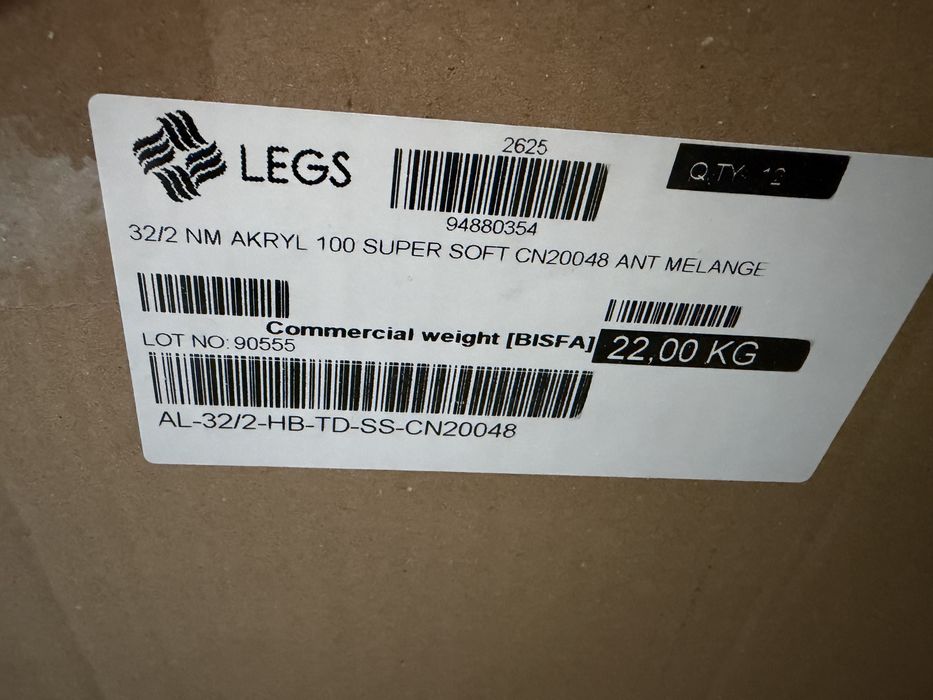 LEGS
2625
94880354
Q.TY: 12
32/2 NM AKRYL 100 SUPER SOFT CN20048 ANT MELANGE
Commercial weight [BISFA] 22,00 KG
LOT NO: 90555
AL-32/2-HB-TD-SS-CN20048